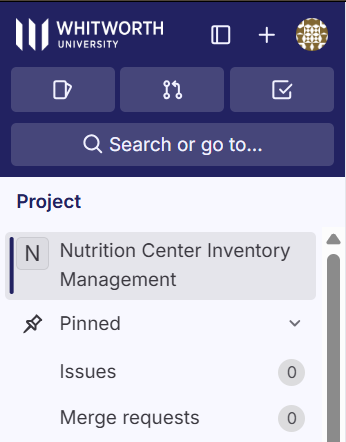 WHITWORTH
UNIVERSITY
Search or go to...
Project
N
Nutrition Center Inventory
Management
Pinned
Issues 0
Merge requests 0